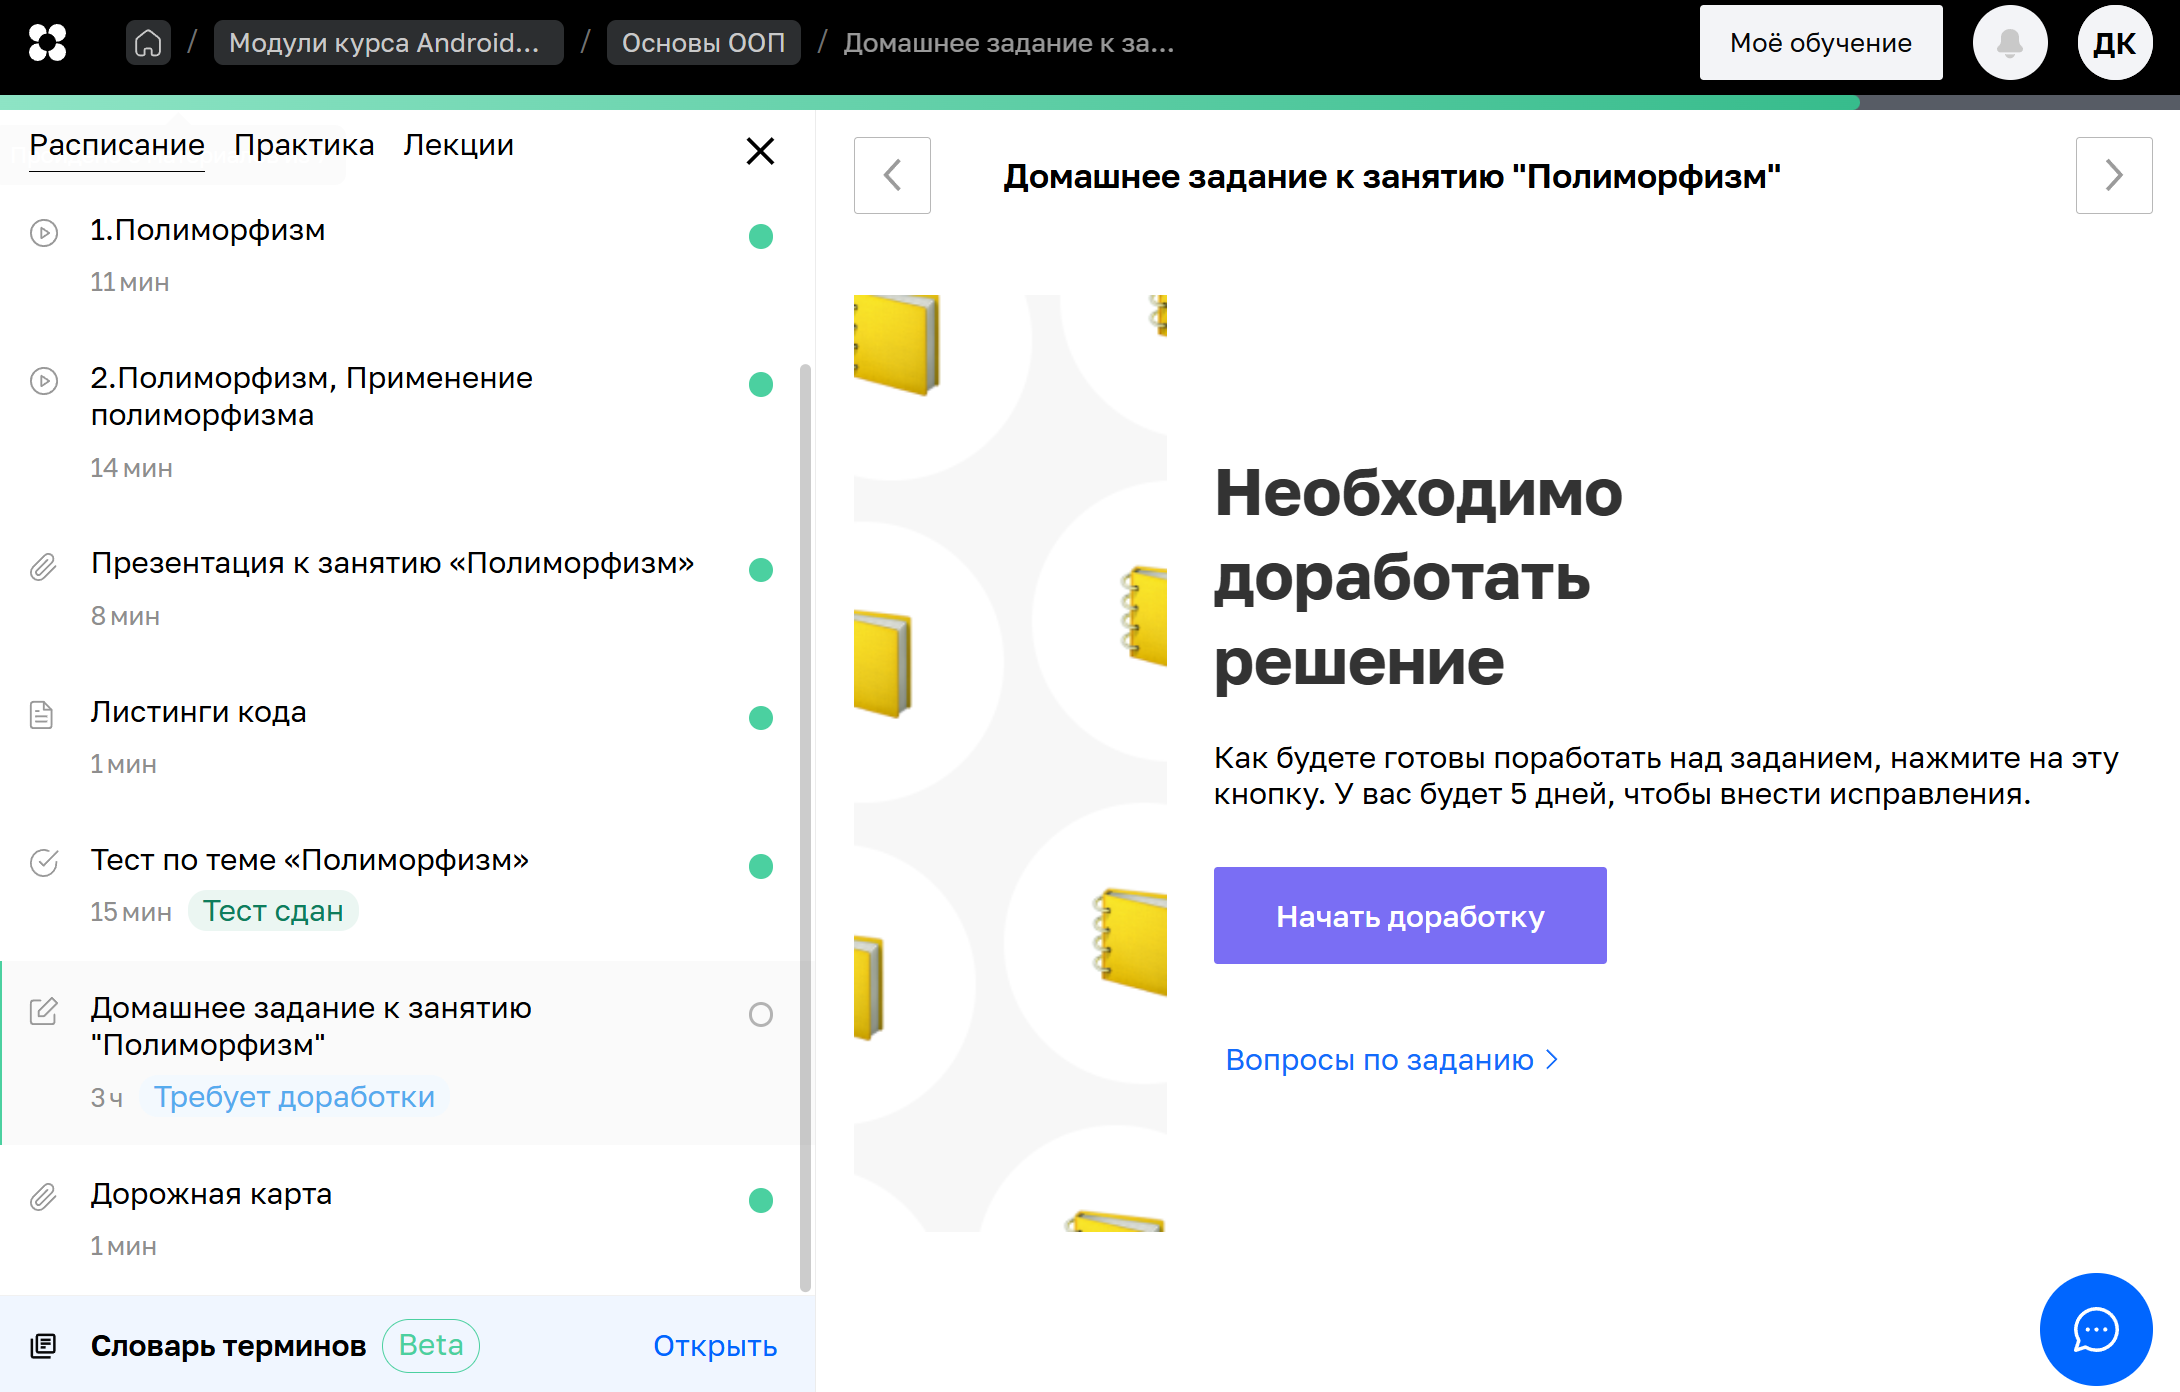 / Модули курса Android... / Основы ООП / Домашнее задание к за...
Моё обучение
ДК
Расписание Практика Лекции
1.Полиморфизм
11 мин
2.Полиморфизм, Применение
полиморфизма
14 мин
Презентация к занятию «Полиморфизм»
8 мин
Листинги кода
1 мин
Тест по теме «Полиморфизм»
15 мин Тест сдан
Домашнее задание к занятию
"Полиморфизм"
3 ч Требует доработки
Дорожная карта
1 мин
Словарь терминов Beta Открыть
Домашнее задание к занятию "Полиморфизм"
Необходимо
доработать
решение
Как будете готовы поработать над заданием, нажмите на эту
кнопку. У вас будет 5 дней, чтобы внести исправления.
Начать доработку
Вопросы по заданию